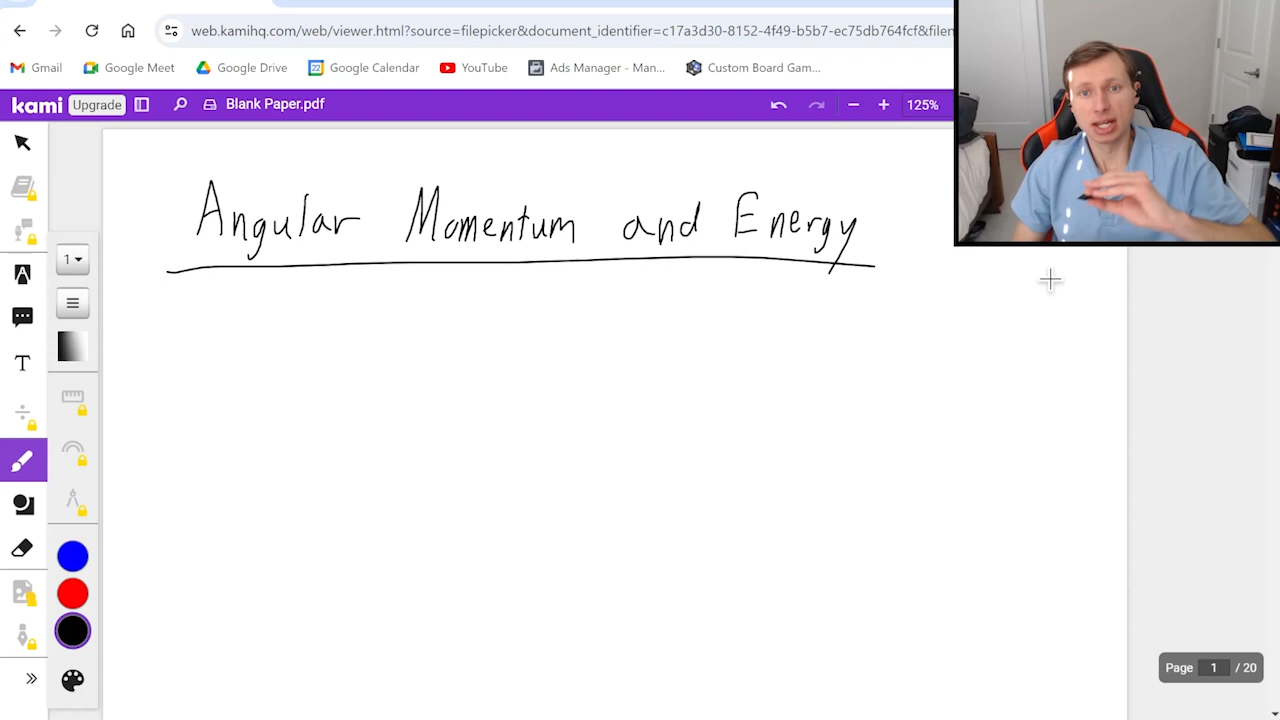 web.kamihq.com/web/viewer.html?source=filepicker&document_identifier=c17a3d30-8152-4f49-b5b7-ec75db764fcf&filen
Gmail Google Meet Google Drive 22 Google Calendar YouTube Ads Manager - Man... Custom Board Gam...
kami Upgrade Blank Paper.pdf 125%
Angular Momentum and Energy
1
A
T
Page 1 / 20